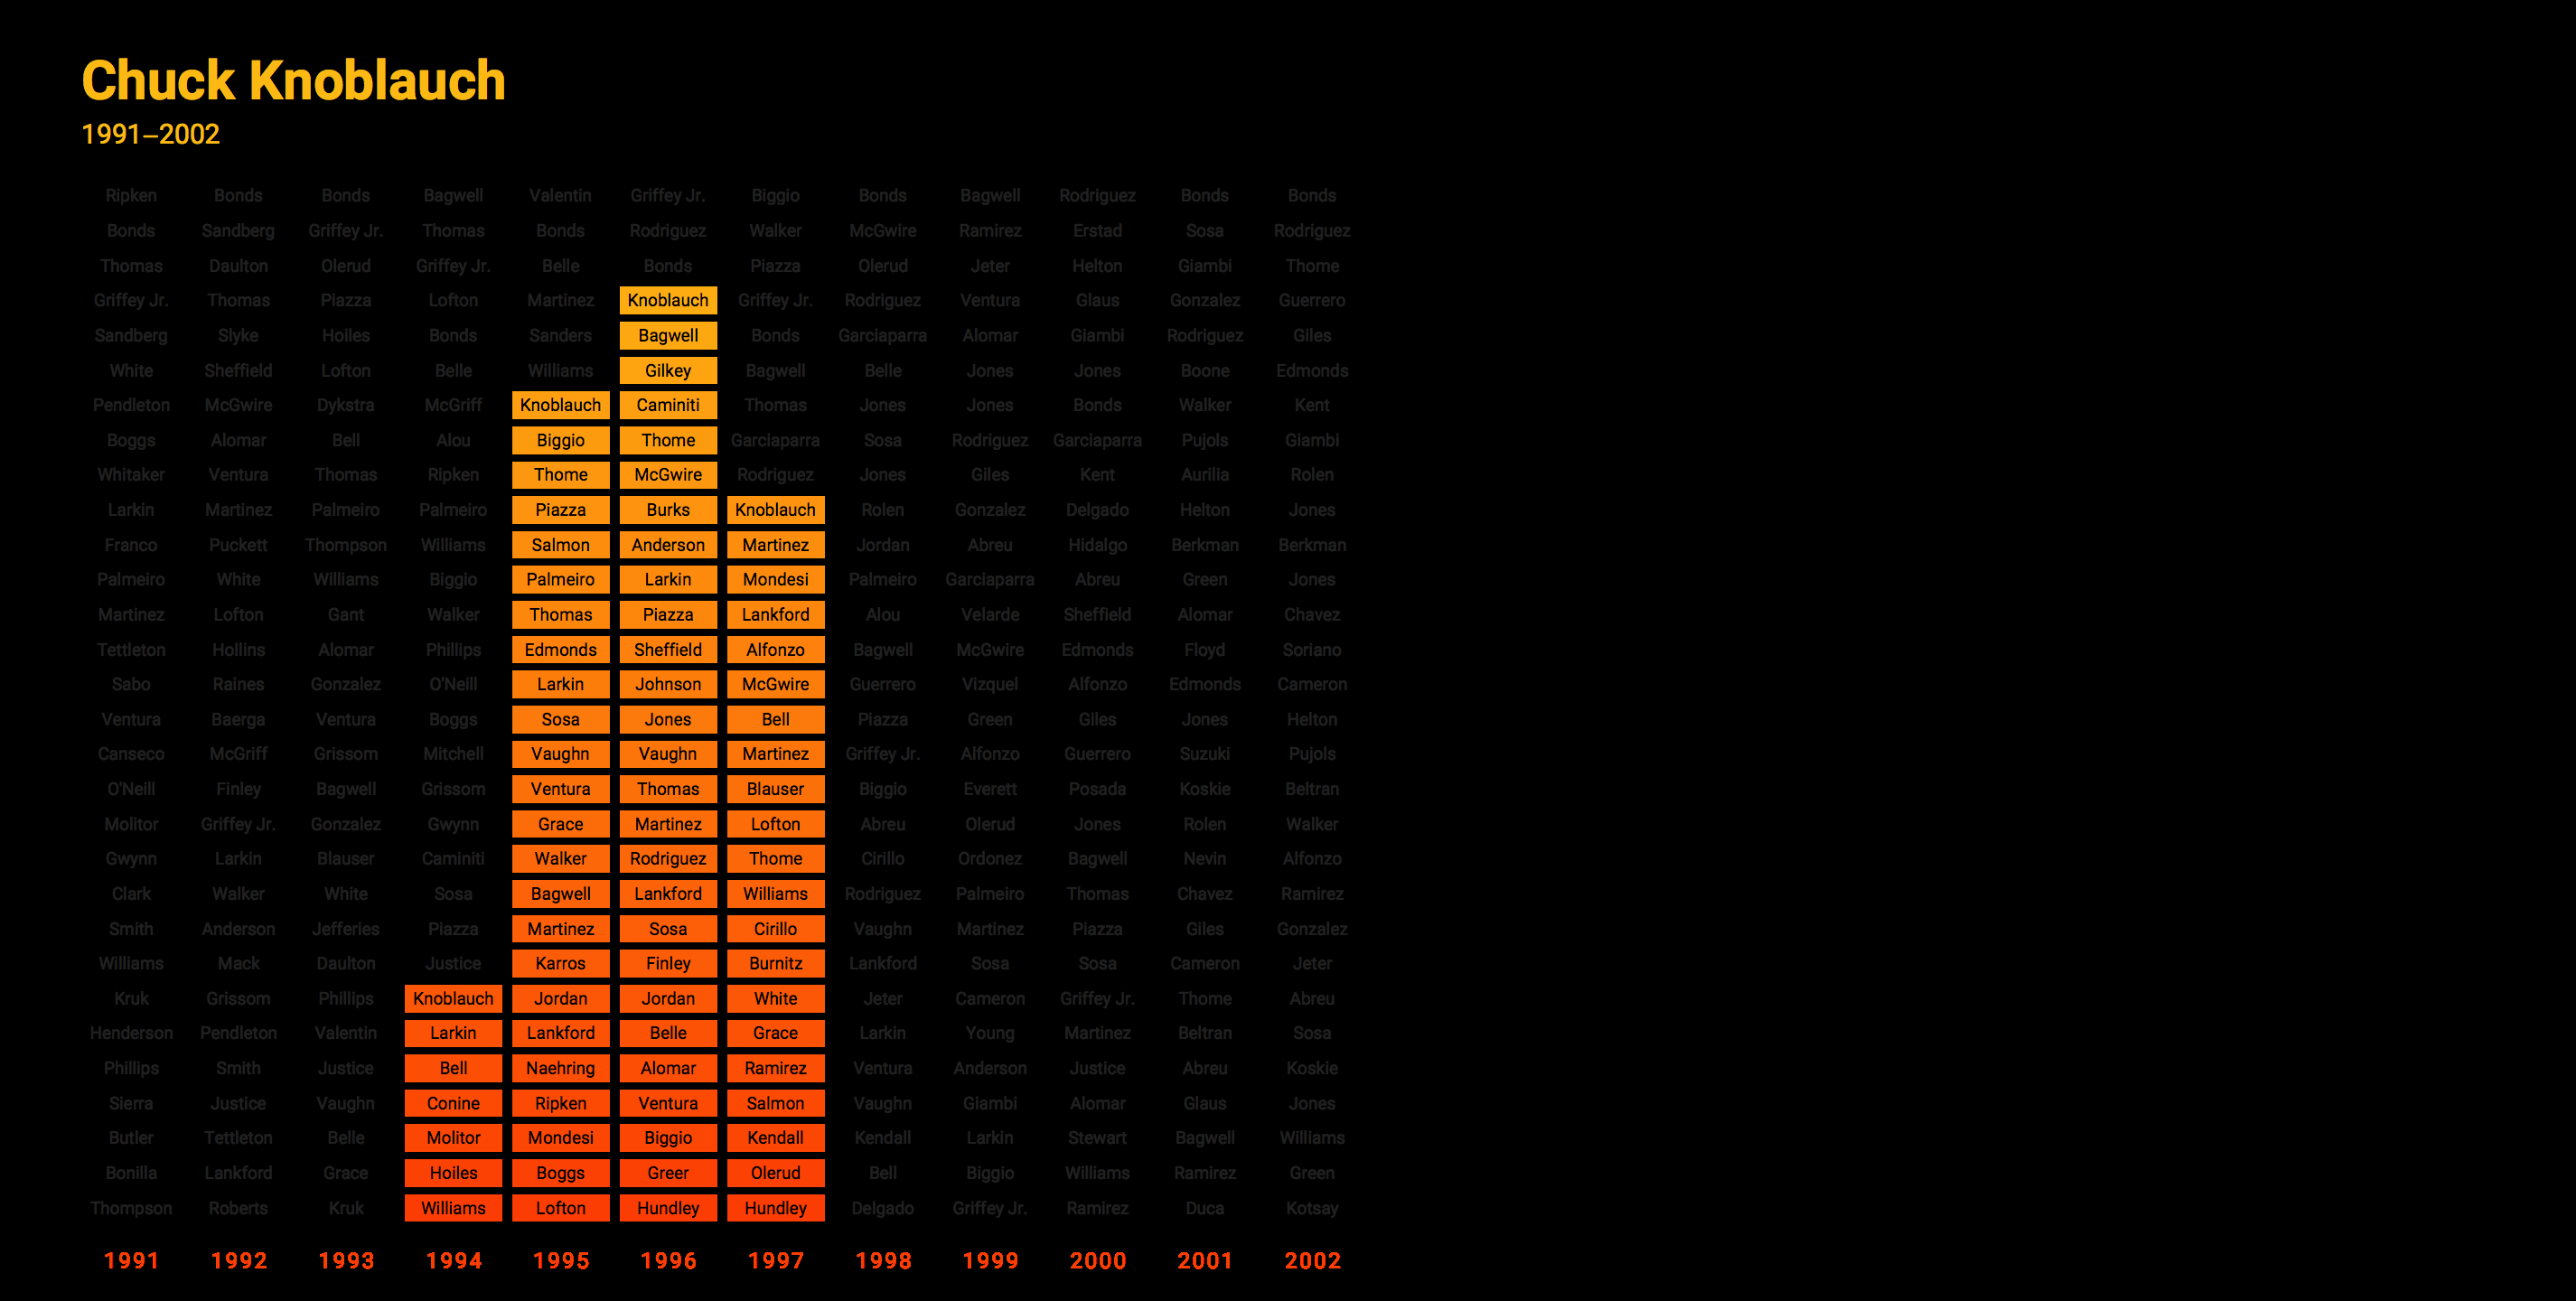 Chuck Knoblauch
1991–2002
Ripken Bonds Bonds Bagwell Valentin Griffey Jr. Biggio Bonds Bagwell Rodriguez Bonds Bonds
Bonds Sandberg Griffey Jr. Thomas Bonds Rodriguez Walker McGwire Ramirez Erstad Sosa Rodriguez
Thomas Daulton Olerud Griffey Jr. Belle Bonds Piazza Olerud Jeter Helton Giambi Thome
Griffey Jr. Thomas Piazza Lofton Martinez Knoblauch Griffey Jr. Rodriguez Ventura Glaus Gonzalez Guerrero
Sandberg Slyke Hoiles Bonds Sanders Bagwell Bonds Garciaparra Alomar Giambi Rodriguez Giles
White Sheffield Lofton Belle Williams Gilkey Bagwell Belle Jones Jones Boone Edmonds
Pendleton McGwire Dykstra McGriff Knoblauch Caminiti Thomas Jones Jones Bonds Walker Kent
Boggs Alomar Bell Alou Biggio Thome Garciaparra Sosa Rodriguez Garciaparra Pujols Giambi
Whitaker Ventura Thomas Ripken Thome McGwire Rodriguez Jones Giles Kent Aurilia Rolen
Larkin Martinez Palmeiro Palmeiro Piazza Burks Knoblauch Rolen Gonzalez Delgado Helton Jones
Franco Puckett Thompson Williams Salmon Anderson Martinez Jordan Abreu Hidalgo Berkman Berkman
Palmeiro White Williams Biggio Palmeiro Larkin Mondesi Palmeiro Garciaparra Abreu Green Jones
Martinez Lofton Gant Walker Thomas Piazza Lankford Alou Velarde Sheffield Alomar Chavez
Tettleton Hollins Alomar Phillips Edmonds Sheffield Alfonzo Bagwell McGwire Edmonds Floyd Soriano
Sabo Raines Gonzalez O'Neill Larkin Johnson McGwire Guerrero Vizquel Alfonzo Edmonds Cameron
Ventura Baerga Ventura Boggs Sosa Jones Bell Piazza Green Giles Jones Helton
Canseco McGriff Grissom Mitchell Vaughn Vaughn Martinez Griffey Jr. Alfonzo Guerrero Suzuki Pujols
O'Neill Finley Bagwell Grissom Ventura Thomas Blauser Biggio Everett Posada Koskie Beltran
Molitor Griffey Jr. Gonzalez Gwynn Grace Martinez Lofton Abreu Olerud Jones Rolen Walker
Gwynn Larkin Blauser Caminiti Walker Rodriguez Thome Cirillo Ordonez Bagwell Nevin Alfonzo
Clark Walker White Sosa Bagwell Lankford Williams Rodriguez Palmeiro Thomas Chavez Ramirez
Smith Anderson Jefferies Piazza Martinez Sosa Cirillo Vaughn Martinez Piazza Giles Gonzalez
Williams Mack Daulton Justice Karros Finley Burnitz Lankford Sosa Sosa Cameron Jeter
Kruk Grissom Phillips Knoblauch Jordan Jordan White Jeter Cameron Griffey Jr. Thome Abreu
Henderson Pendleton Valentin Larkin Lankford Belle Grace Larkin Young Martinez Beltran Sosa
Phillips Smith Justice Bell Naehring Alomar Ramirez Ventura Anderson Justice Abreu Koskie
Sierra Justice Vaughn Conine Ripken Ventura Salmon Vaughn Giambi Alomar Glaus Jones
Butler Tettleton Belle Molitor Mondesi Biggio Kendall Kendall Larkin Stewart Bagwell Williams
Bonilla Lankford Grace Hoiles Boggs Greer Olerud Bell Biggio Williams Ramirez Green
Thompson Roberts Kruk Williams Lofton Hundley Hundley Delgado Griffey Jr. Ramirez Duca Kotsay
1991 1992 1993 1994 1995 1996 1997 1998 1999 2000 2001 2002